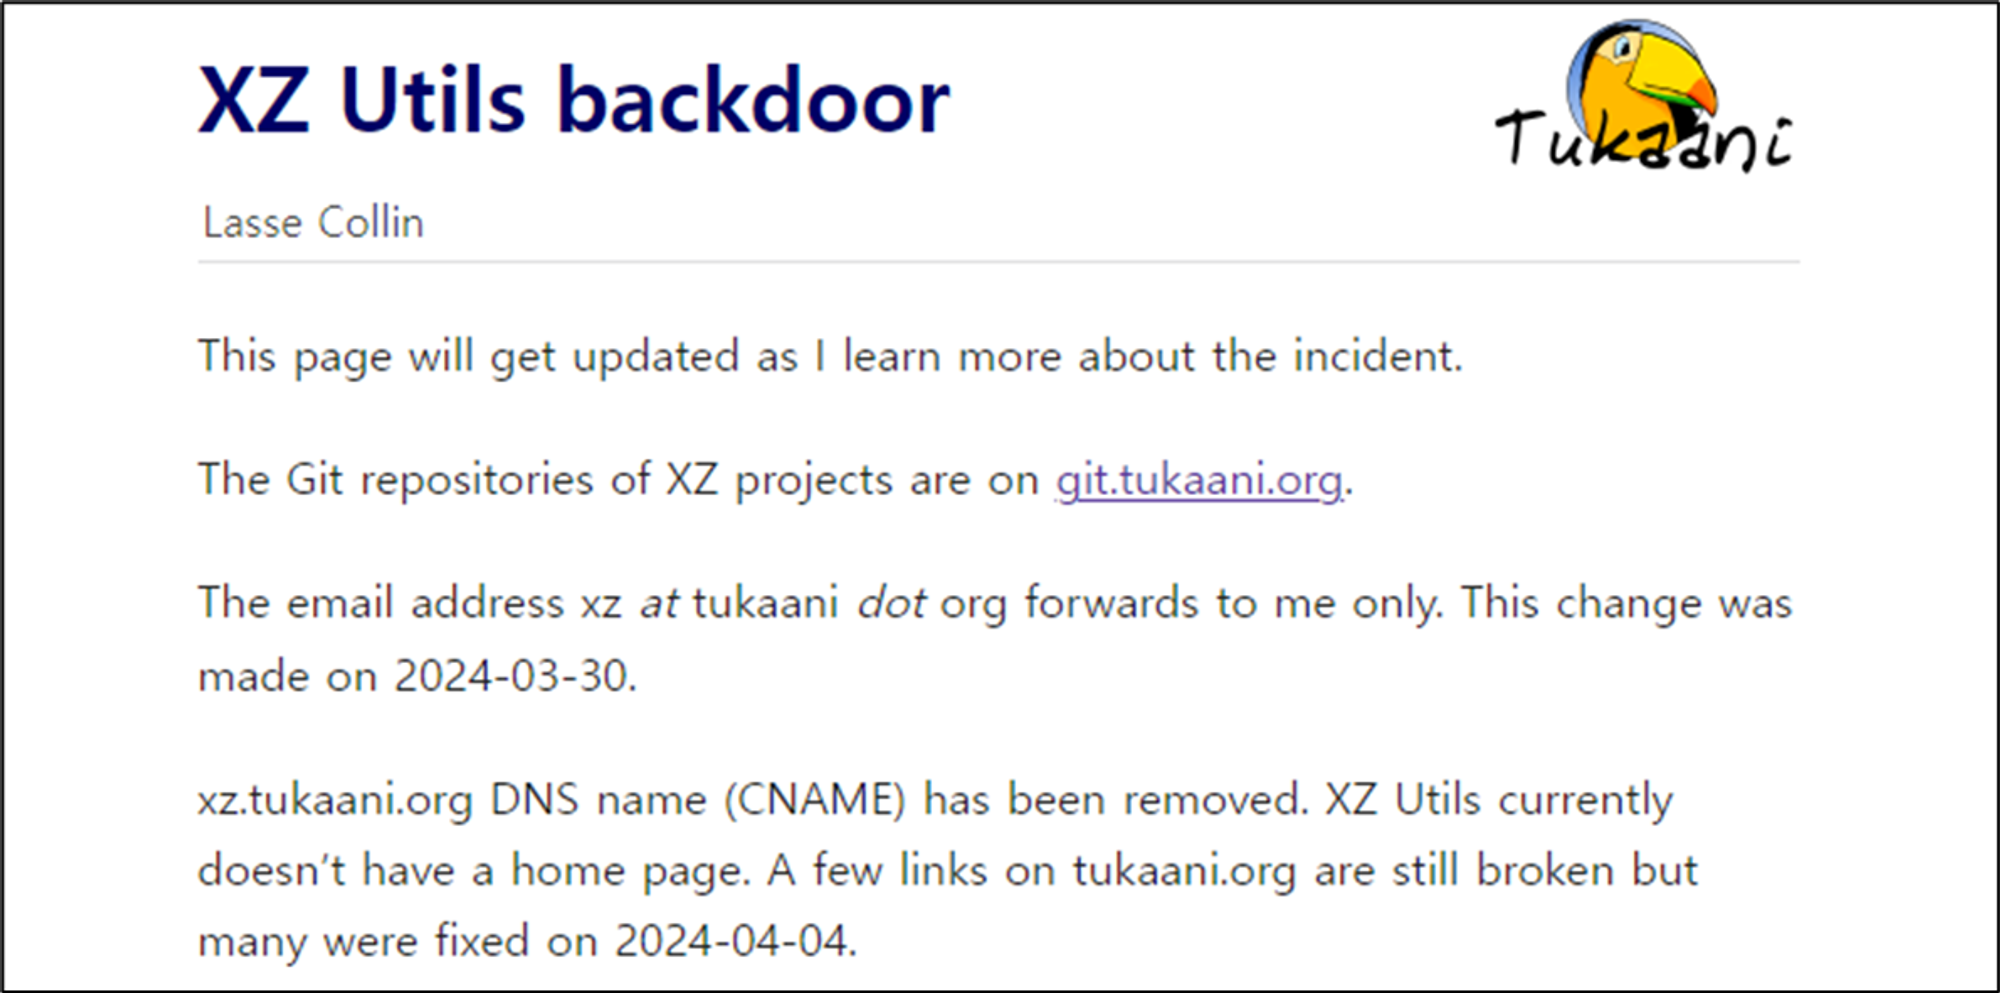 XZ Utils backdoor
Tukaani
Lasse Collin
This page will get updated as I learn more about the incident.
The Git repositories of XZ projects are on git.tukaani.org.
The email address xz at tukaani dot org forwards to me only. This change was
made on 2024-03-30.
xz.tukaani.org DNS name (CNAME) has been removed. XZ Utils currently
doesn’t have a home page. A few links on tukaani.org are still broken but
many were fixed on 2024-04-04.